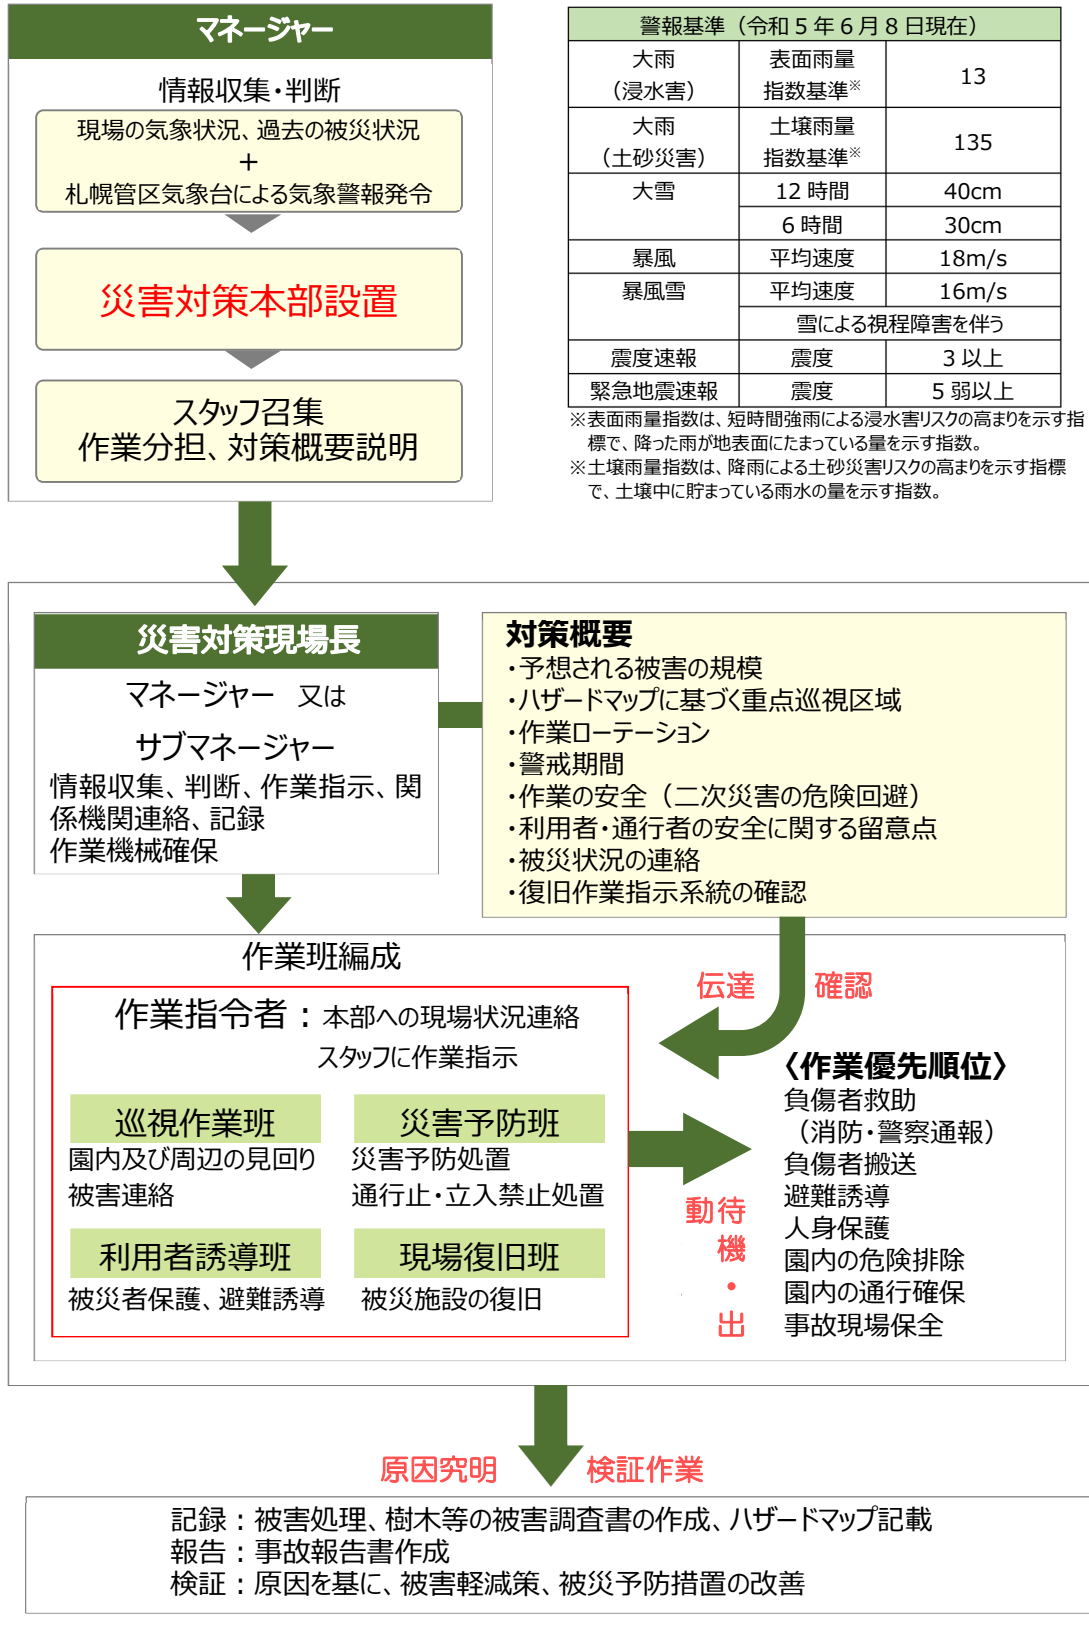 マネージャー
情報収集・判断
現場の気象状況、過去の被災状況
+
札幌管区気象台による気象警報発令
災害対策本部設置
スタッフ召集
作業分担、対策概要説明
警報基準（令和５年６月８日現在）
大雨
（浸水害）
表面雨量
指数基準※
13
大雨
（土砂災害）
土壌雨量
指数基準※
135
大雪
12 時間
40cm
6 時間
30cm
暴風
平均速度
18m/s
暴風雪
平均速度
16m/s
雪による視程障害を伴う
震度速報
震度
3 以上
緊急地震速報
震度
5 弱以上
※表面雨量指数は、短時間強雨による浸水害リスクの高まりを示す指
標で、降った雨が地表面にたまっている量を示す指数。
※土壌雨量指数は、降雨による土砂災害リスクの高まりを示す指標
で、土壌中に貯まっている雨水の量を示す指数。
災害対策現場長
マネージャー 又は
サブマネージャー
情報収集、判断、作業指示、関
係機関連絡、記録
作業機械確保
対策概要
・予想される被害の規模
・ハザードマップに基づく重点巡視区域
・作業ローテーション
・警戒期間
・作業の安全（二次災害の危険回避）
・利用者・通行者の安全に関する留意点
・被災状況の連絡
・復旧作業指示系統の確認
作業班編成
伝達 確認
作業指令者：本部への現場状況連絡
スタッフに作業指示
巡視作業班
園内及び周辺の見回り
被害連絡
災害予防班
災害予防処置
通行止・立入禁止処置
利用者誘導班
被災者保護、避難誘導
現場復旧班
被災施設の復旧
待機・出
動
〈作業優先順位〉
負傷者救助
（消防・警察通報）
負傷者搬送
避難誘導
人身保護
園内の危険排除
園内の通行確保
事故現場保全
原因究明 検証作業
記録：被害処理、樹木等の被害調査書の作成、ハザードマップ記載
報告：事故報告書作成
検証：原因を基に、被害軽減策、被災予防措置の改善